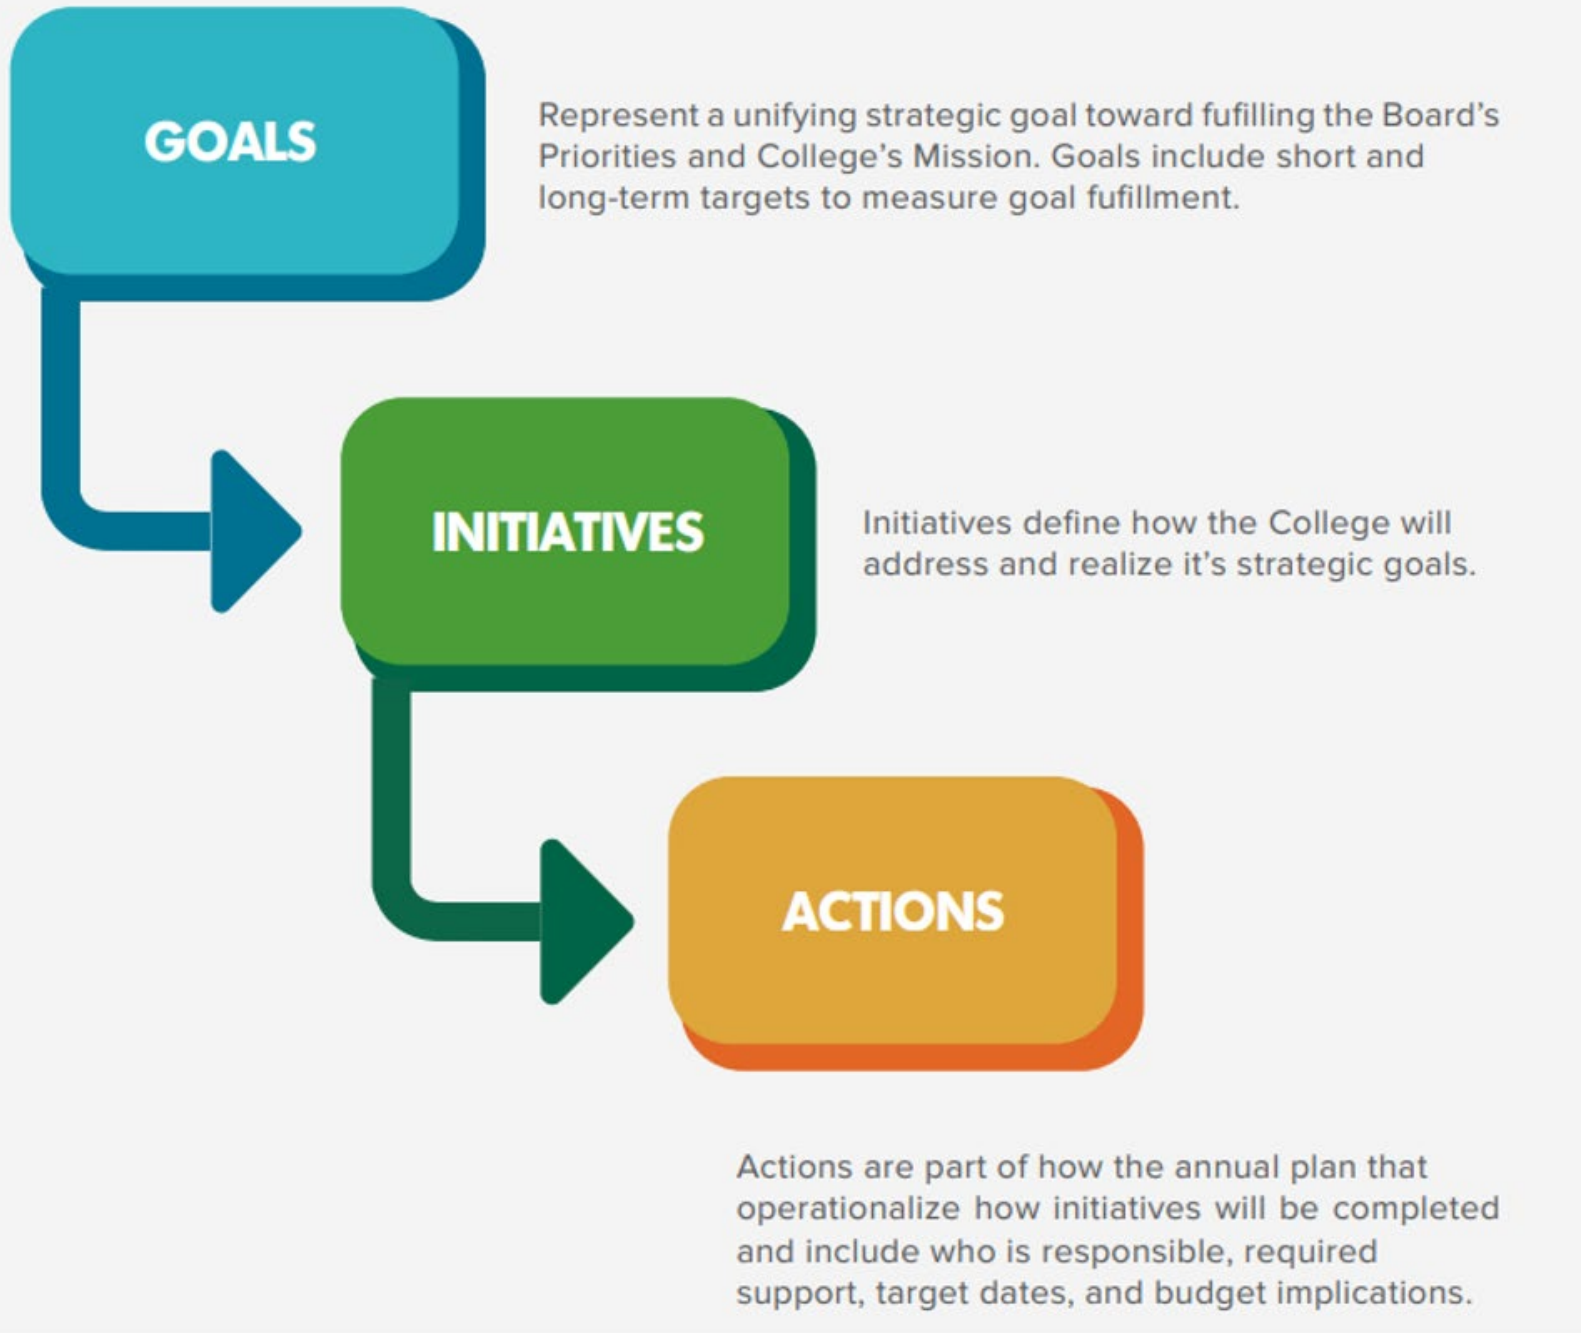 GOALS
Represent a unifying strategic goal toward fufilling the Board's
Priorities and College's Mission. Goals include short and
long-term targets to measure goal fufillment.
INITIATIVES
Initiatives define how the College will
address and realize it's strategic goals.
ACTIONS
Actions are part of how the annual plan that
operationalize how initiatives will be completed
and include who is responsible, required
support, target dates, and budget implications.